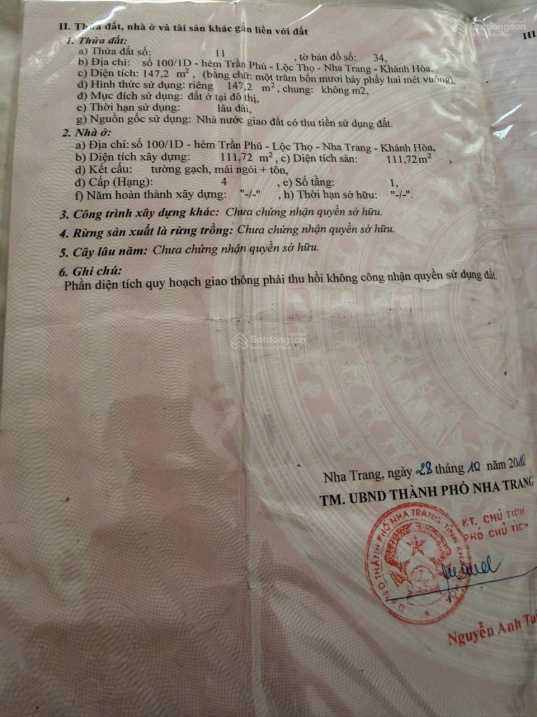 II. Thửa đất, nhà ở và tài sản khác gắn liền với đất
III
1. Thửa đất:
a) Thửa đất số: 11 , tờ bản đồ số: 34,
b) Địa chỉ: số 100/1D - hẻm Trần Phú - Lộc Thọ - Nha Trang - Khánh Hòa,
c) Diện tích: 147,2 m², (bằng chữ: một trăm bốn mươi bảy phẩy hai mét vuông),
d) Hình thức sử dụng: riêng 147,2 m², chung: không m2,
đ) Mục đích sử dụng: đất ở tại đô thị,
e) Thời hạn sử dụng: lâu dài,
g) Nguồn gốc sử dụng: Nhà nước giao đất có thu tiền sử dụng đất.
2. Nhà ở:
a) Địa chỉ: số 100/1D - hẻm Trần Phú - Lộc Thọ - Nha Trang - Khánh Hòa,
b) Diện tích xây dựng: 111,72 m², c) Diện tích sàn: 111,72m² ,
d) Kết cấu: tường gạch, mái ngói + tôn,
đ) Cấp (Hạng): 4 , e) Số tầng: 1,
f) Năm hoàn thành xây dựng: "-/-", h) Thời hạn sở hữu: "-/-".
3. Công trình xây dựng khác: Chưa chứng nhận quyền sở hữu.
4. Rừng sản xuất là rừng trồng: Chưa chứng nhận quyền sở hữu.
5. Cây lâu năm: Chưa chứng nhận quyền sở hữu.
6. Ghi chú:
Phần diện tích quy hoạch giao thông phải thu hồi không công nhận quyền sử dụng đất.
Batdongsan
Nha Trang, ngày 28 tháng 10 năm 20
TM. UBND THÀNH PHỐ NHA TRANG
KT. CHỦ TỊCH
PHÓ CHỦ TỊCH
Nguyễn Anh